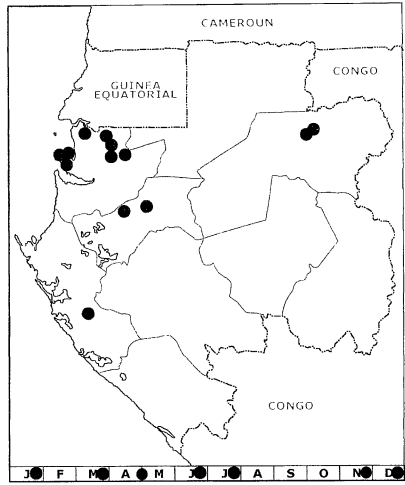 CAMEROUN
CONGO
GUINEA
EQUATORIAL
CONGO
J F M A M J J A S O N D